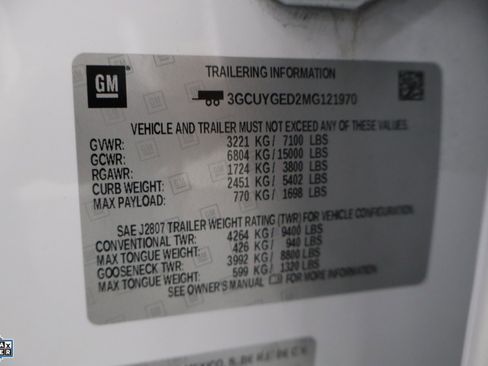 GM
TRAILERING INFORMATION
3GCUYGED2MG121970
VEHICLE AND TRAILER MUST NOT EXCEED ANY OF THESE VALUES.
GVWR: 3221 KG/ 7100 LBS
GCWR: 6804 KG/ 15000 LBS
RGAWR: 1724 KG/ 3800 LBS
CURB WEIGHT: 2451 KG/ 5402 LBS
MAX PAYLOAD: 770 KG/ 1698 LBS
SAE J2807 TRAILER WEIGHT RATING (TWR) FOR VEHICLE CONFIGURATION
CONVENTIONAL TWR: 4264 KG/ 9400 LBS
MAX TONGUE WEIGHT: 426 KG/ 940 LBS
GOOSENECK TWR: 3992 KG/ 8800 LBS
MAX TONGUE WEIGHT: 599 KG/ 1320 LBS
SEE OWNER'S MANUAL FOR MORE INFORMATION